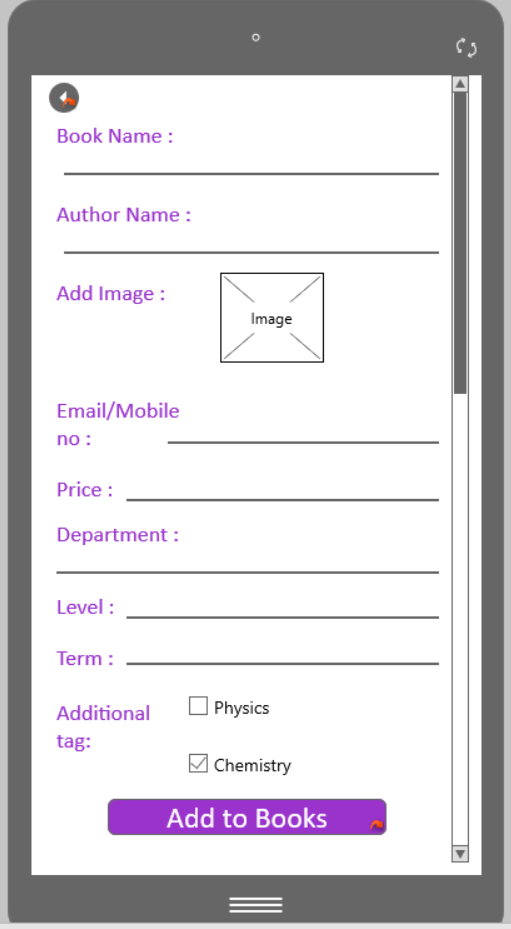 Book Name :
Author Name :
Add Image :
Image
Email/Mobile
no :
Price :
Department :
Level :
Term :
Additional
tag:
Physics
Chemistry
Add to Books